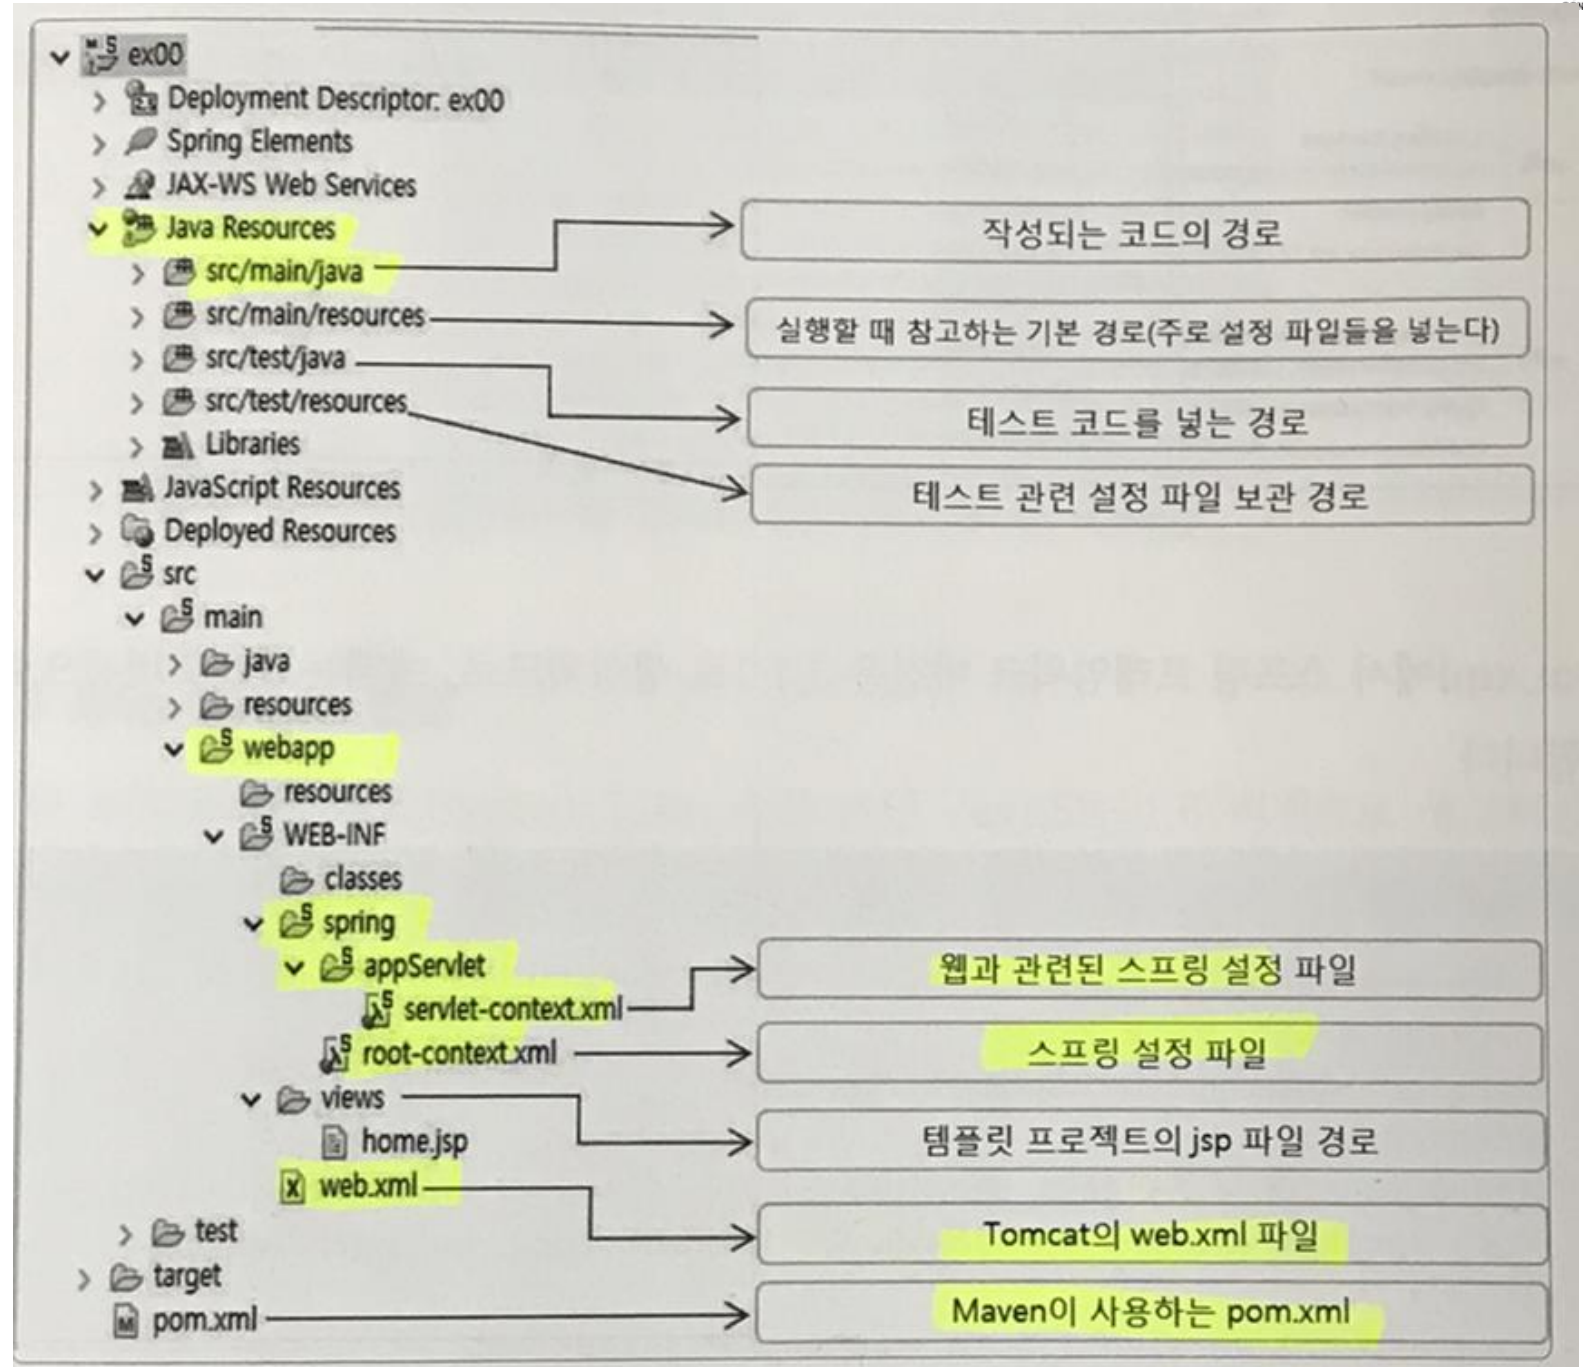 ex00
Deployment Descriptor: ex00
Spring Elements
JAX-WS Web Services
Java Resources
작성되는 코드의 경로
src/main/java
src/main/resources
실행할 때 참고하는 기본 경로(주로 설정 파일들을 넣는다)
src/test/java
src/test/resources
테스트 코드를 넣는 경로
Libraries
JavaScript Resources
테스트 관련 설정 파일 보관 경로
Deployed Resources
src
main
java
resources
webapp
resources
WEB-INF
classes
spring
appServlet
웹과 관련된 스프링 설정 파일
servlet-context.xml
root-context.xml
스프링 설정 파일
views
home.jsp
템플릿 프로젝트의 jsp 파일 경로
web.xml
test
Tomcat의 web.xml 파일
target
pom.xml
Maven이 사용하는 pom.xml